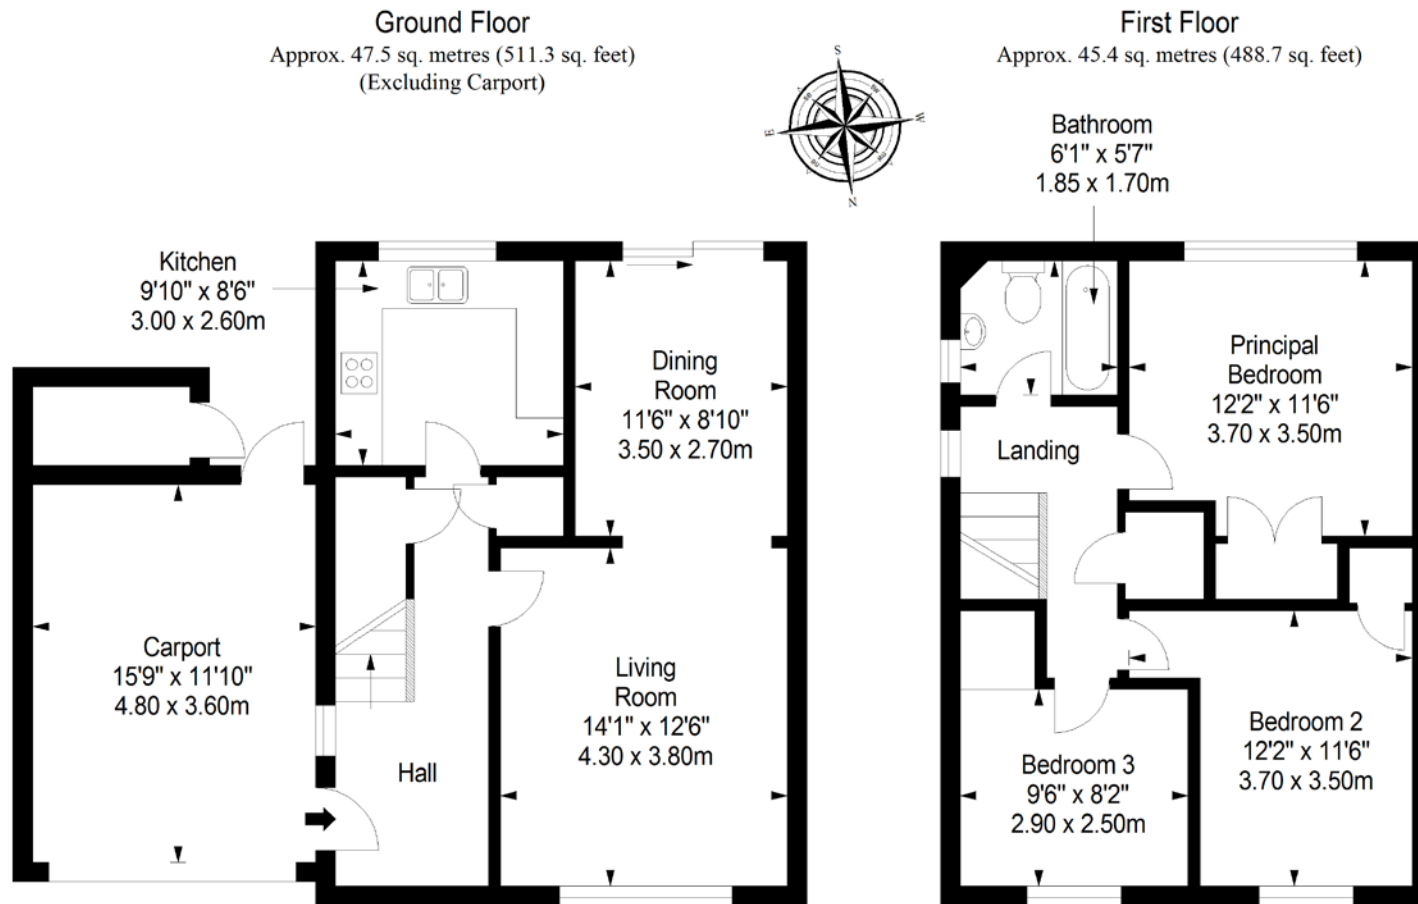 Ground Floor
Approx. 47.5 sq. metres (511.3 sq. feet)
(Excluding Carport)
First Floor
Approx. 45.4 sq. metres (488.7 sq. feet)
S
E
W
N
Bathroom
6'1" x 5'7"
1.85 x 1.70m
Kitchen
9'10" x 8'6"
3.00 x 2.60m
Dining
Room
11'6" x 8'10"
3.50 x 2.70m
Principal
Bedroom
12'2" x 11'6"
3.70 x 3.50m
Landing
Carport
15'9" x 11'10"
4.80 x 3.60m
Living
Room
14'1" x 12'6"
4.30 x 3.80m
Hall
Bedroom 3
9'6" x 8'2"
2.90 x 2.50m
Bedroom 2
12'2" x 11'6"
3.70 x 3.50m